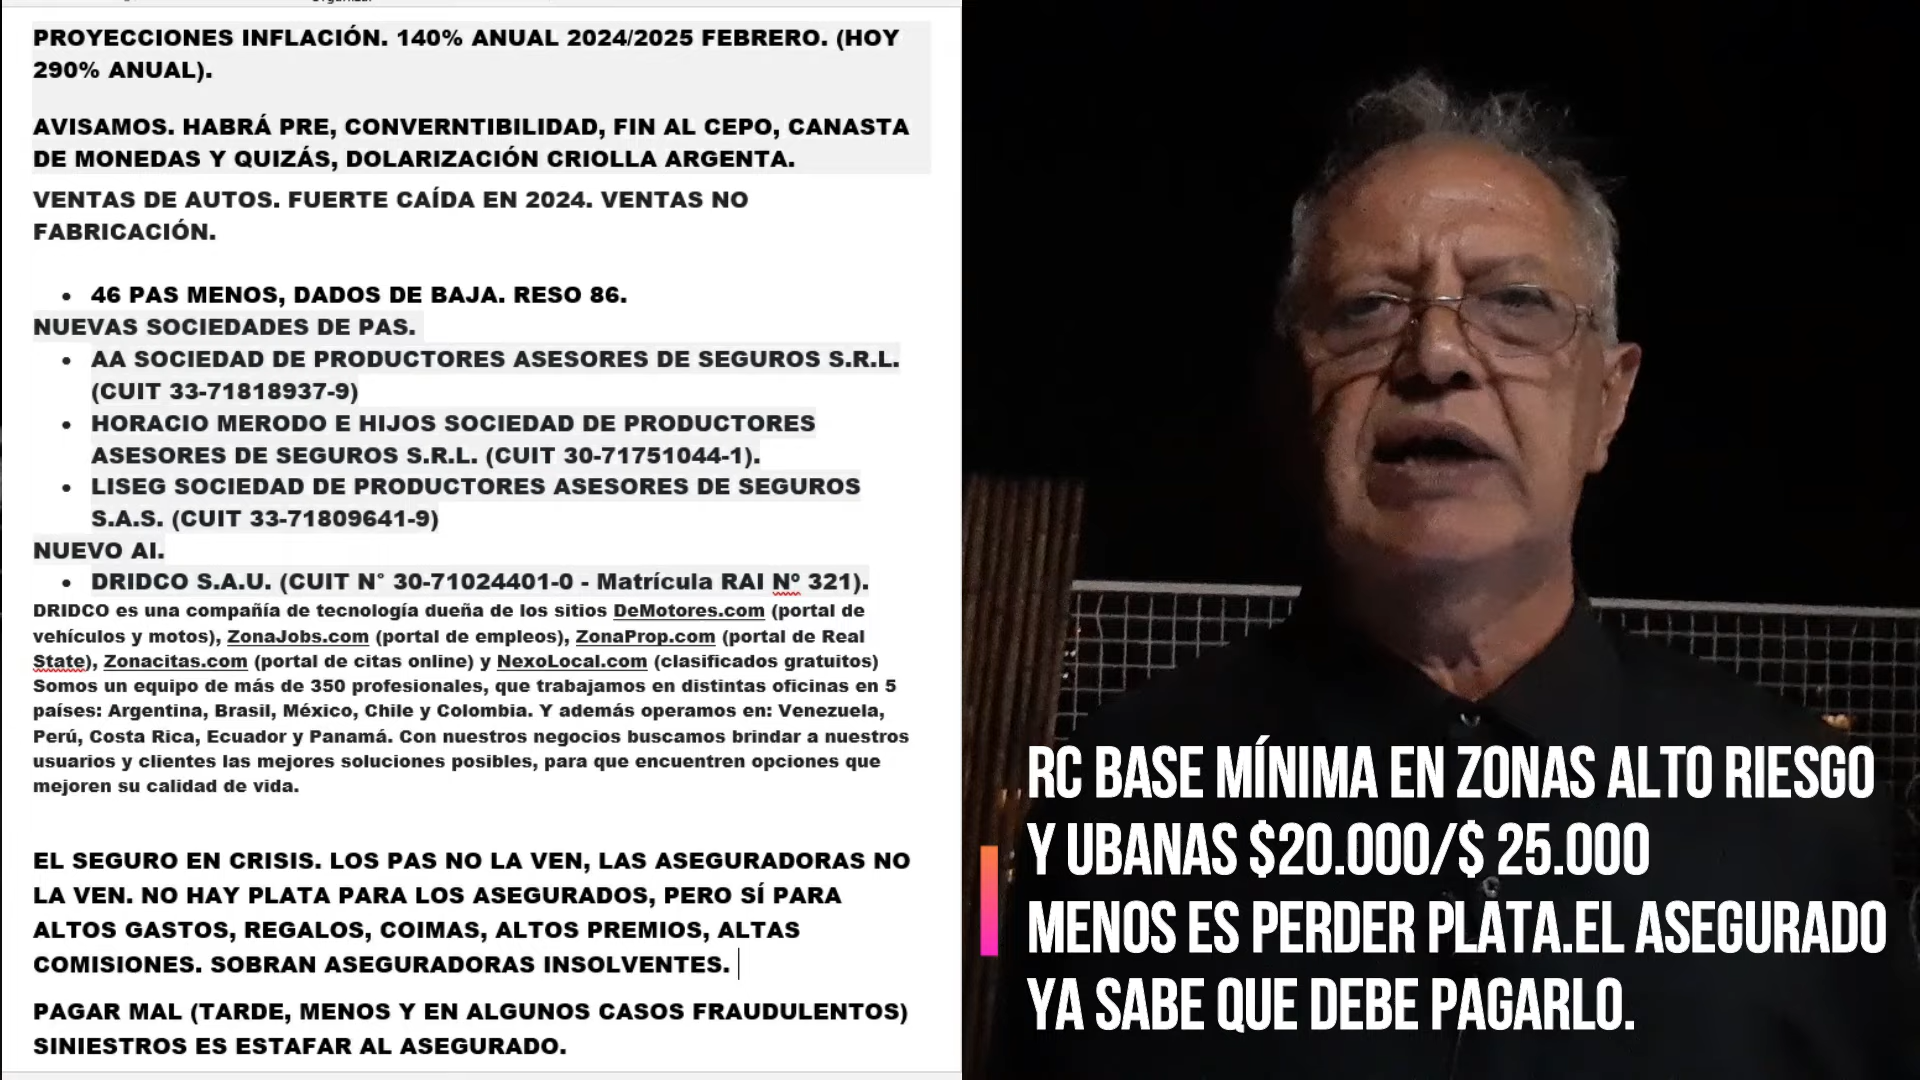 PROYECCIONES INFLACIÓN. 140% ANUAL 2024/2025 FEBRERO. (HOY
290% ANUAL).
AVISAMOS. HABRÁ PRE, CONVERNTIBILIDAD, FIN AL CEPO, CANASTA
DE MONEDAS Y QUIZÁS, DOLARIZACIÓN CRIOLLA ARGENTA.
VENTAS DE AUTOS. FUERTE CAÍDA EN 2024. VENTAS NO
FABRICACIÓN.
• 46 PAS MENOS, DADOS DE BAJA. RESO 86.
NUEVAS SOCIEDADES DE PAS.
• AA SOCIEDAD DE PRODUCTORES ASESORES DE SEGUROS S.R.L.
(CUIT 33-71818937-9)
• HORACIO MERODO E HIJOS SOCIEDAD DE PRODUCTORES
ASESORES DE SEGUROS S.R.L. (CUIT 30-71751044-1).
• LISEG SOCIEDAD DE PRODUCTORES ASESORES DE SEGUROS
S.A.S. (CUIT 33-71809641-9)
NUEVO AI.
• DRIDCO S.A.U. (CUIT N° 30-71024401-0 - Matrícula RAI Nº 321).
DRIDCO es una compañía de tecnología dueña de los sitios DeMotores.com (portal de
vehículos y motos), ZonaJobs.com (portal de empleos), ZonaProp.com (portal de Real
State), Zonacitas.com (portal de citas online) y NexoLocal.com (clasificados gratuitos)
Somos un equipo de más de 350 profesionales, que trabajamos en distintas oficinas en 5
países: Argentina, Brasil, México, Chile y Colombia. Y además operamos en: Venezuela,
Perú, Costa Rica, Ecuador y Panamá. Con nuestros negocios buscamos brindar a nuestros
usuarios y clientes las mejores soluciones posibles, para que encuentren opciones que
mejoren su calidad de vida.
EL SEGURO EN CRISIS. LOS PAS NO LA VEN, LAS ASEGURADORAS NO
LA VEN. NO HAY PLATA PARA LOS ASEGURADOS, PERO SÍ PARA
ALTOS GASTOS, REGALOS, COIMAS, ALTOS PREMIOS, ALTAS
COMISIONES. SOBRAN ASEGURADORAS INSOLVENTES.
PAGAR MAL (TARDE, MENOS Y EN ALGUNOS CASOS FRAUDULENTOS)
SINIESTROS ES ESTAFAR AL ASEGURADO.
RC BASE MÍNIMA EN ZONAS ALTO RIESGO
Y UBANAS $20.000/$ 25.000
MENOS ES PERDER PLATA.EL ASEGURADO
YA SABE QUE DEBE PAGARLO.